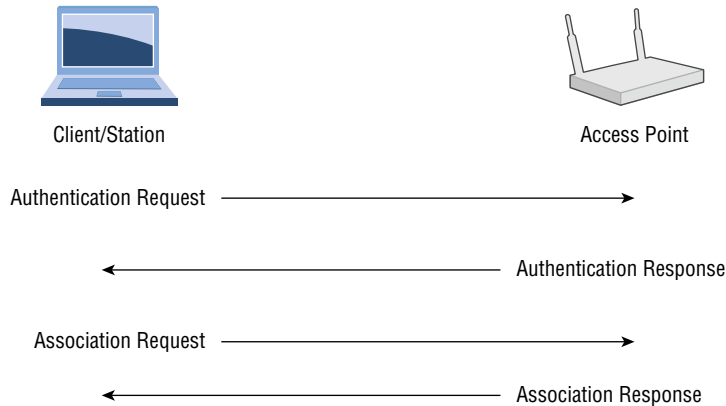 Client/Station
Access Point
Authentication Request
Authentication Response
Association Request
Association Response